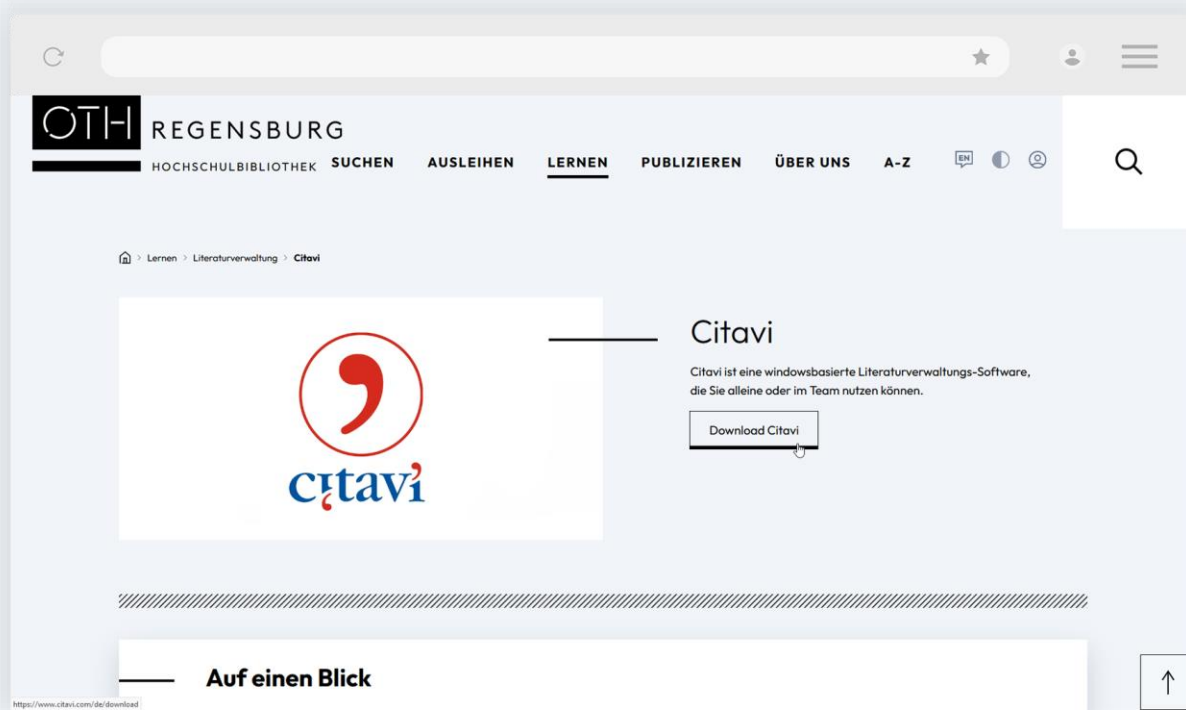 OTH REGENSBURG
HOCHSCHULBIBLIOTHEK
SUCHEN AUSLEIHEN LERNEN PUBLIZIEREN ÜBER UNS A-Z EN
Lernen > Literaturverwaltung > Citavi
citavi
Citavi
Citavi ist eine windowsbasierte Literaturverwaltungs-Software,
die Sie alleine oder im Team nutzen können.
Download Citavi
Auf einen Blick
https://www.citavi.com/de/download